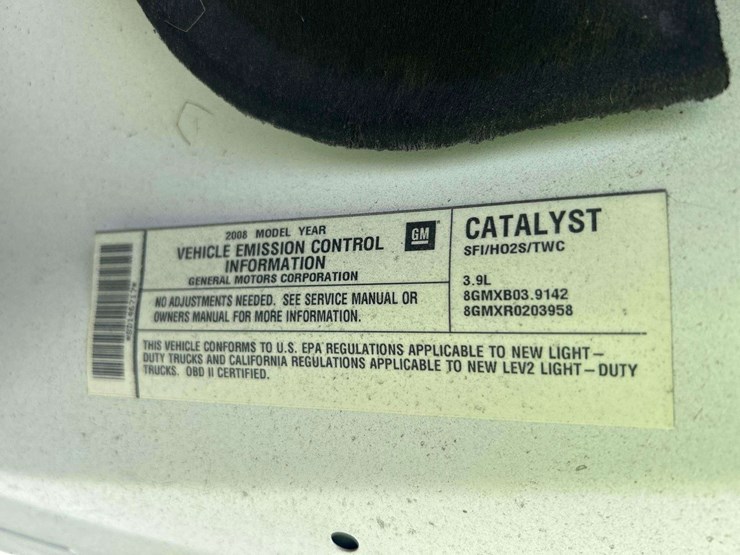 2008 MODEL YEAR
VEHICLE EMISSION CONTROL
INFORMATION
GENERAL MOTORS CORPORATION
GM
NO ADJUSTMENTS NEEDED. SEE SERVICE MANUAL OR
OWNERS MANUAL FOR MORE INFORMATION.
CATALYST
SFI/HO2S/TWC
3.9L
8GMXB03.9142
8GMXR0203958
THIS VEHICLE CONFORMS TO U.S. EPA REGULATIONS APPLICABLE TO NEW LIGHT-
DUTY TRUCKS AND CALIFORNIA REGULATIONS APPLICABLE TO NEW LEV2 LIGHT-DUTY
TRUCKS. OBD II CERTIFIED.